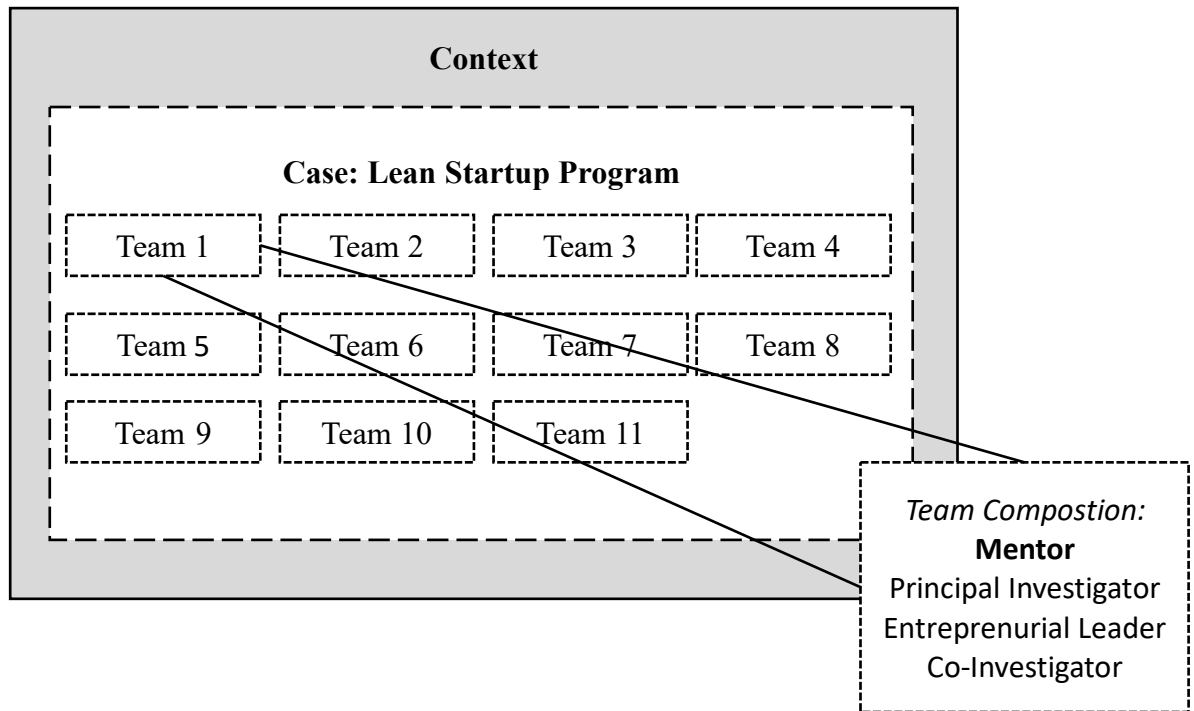 Context
Case: Lean Startup Program
Team 1 Team 2 Team 3 Team 4
Team 5 Team 6 Team 7 Team 8
Team 9 Team 10 Team 11
Team Compostion:
Mentor
Principal Investigator
Entreprenurial Leader
Co-Investigator